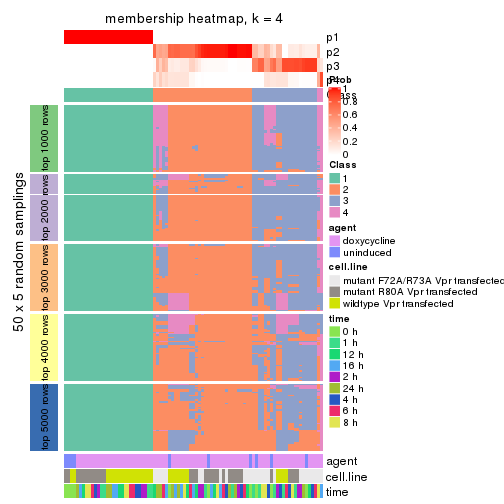 membership heatmap, k = 4
p1
p2
p3
p4
Prob
Class
1
0.8
0.6
0.4
0.2
0
Class
1
2
3
4
agent
doxycycline
uninduced
cell.line
mutant F72A/R73A Vpr transfected
mutant R80A Vpr transfected
wildtype Vpr transfected
time
0 h
1 h
12 h
16 h
2 h
24 h
4 h
6 h
8 h
50 x 5 random samplings
top 1000 rows
top 2000 rows
top 3000 rows
top 4000 rows
top 5000 rows
agent
cell.line
time